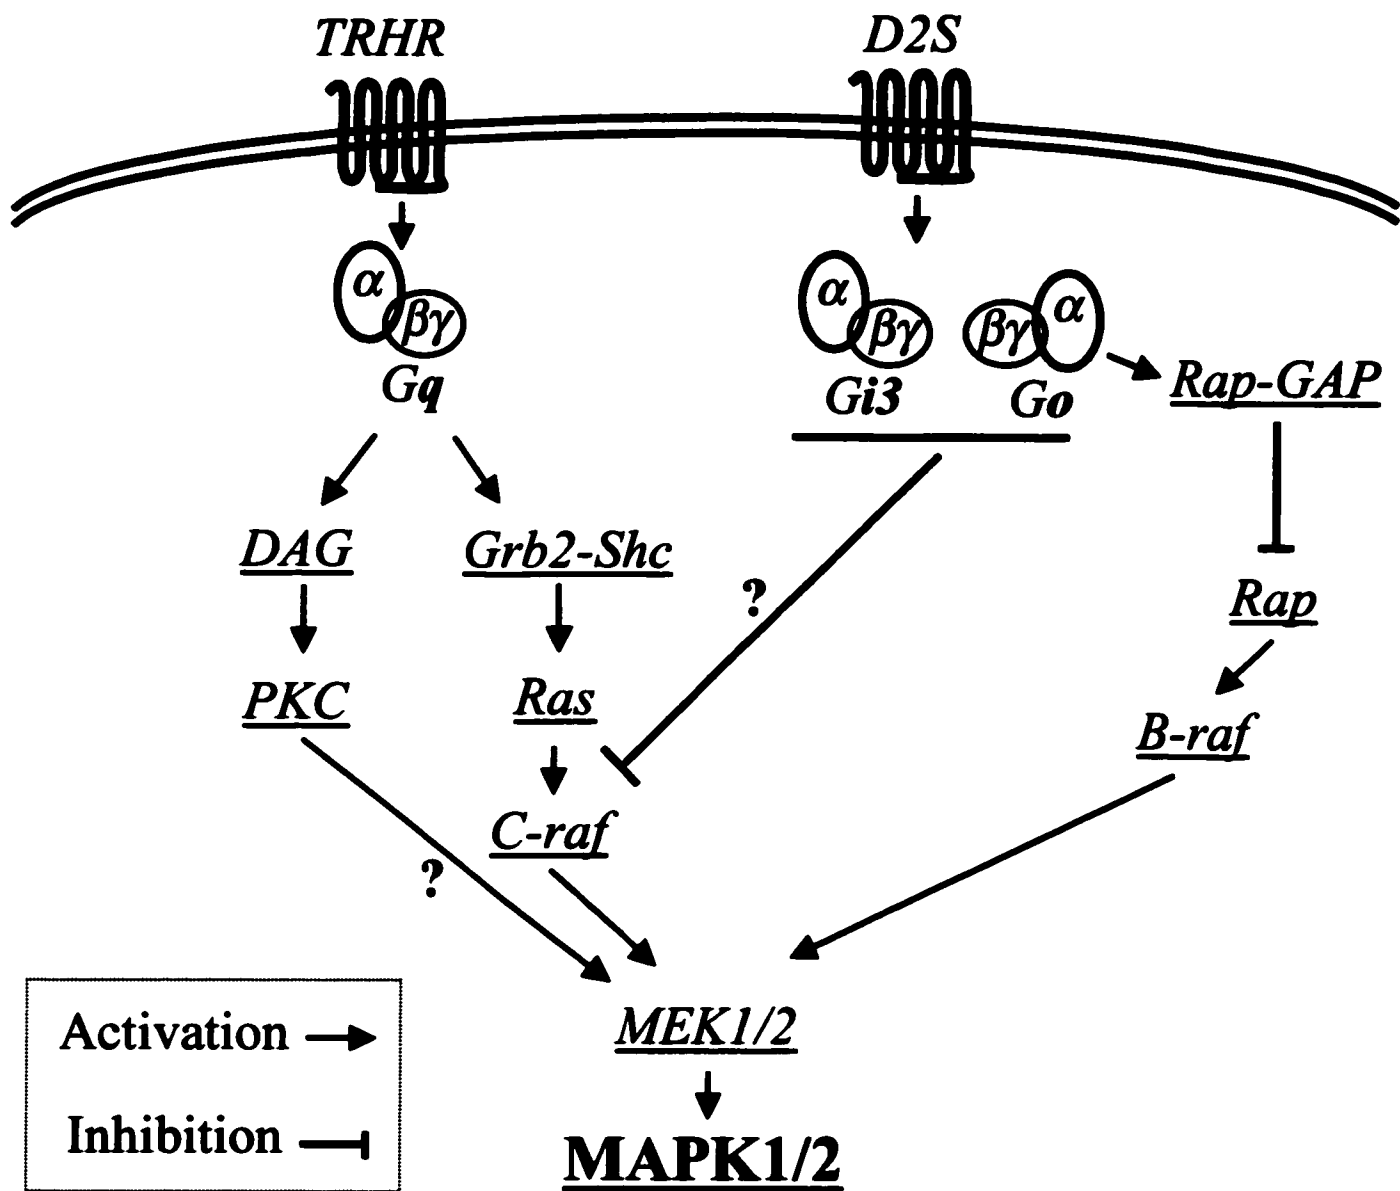 TRHR
D2S
α
βγ
Gq
α
βγ
Gi3
βγ
α
Go
Rap-GAP
DAG
Grb2-Shc
?
Rap
PKC
Ras
B-raf
C-raf
?
MEK1/2
MAPK1/2
Activation
Inhibition